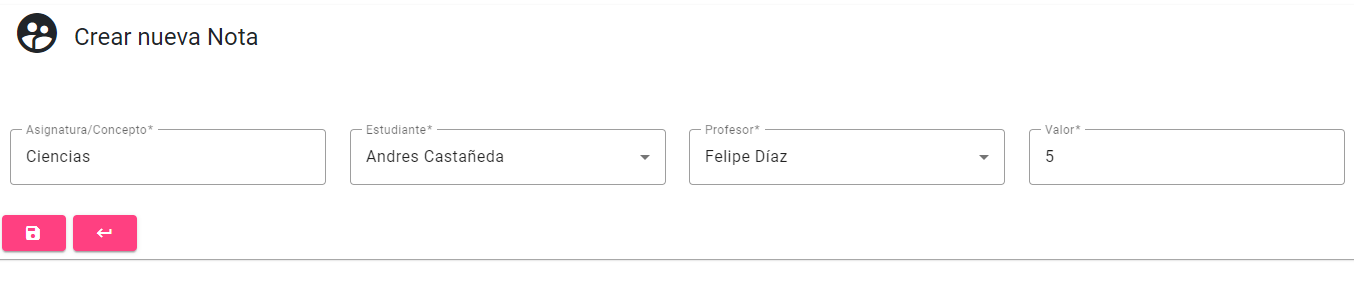 Crear nueva Nota
Asignatura/Concepto* Estudiante* Profesor* Valor*
Ciencias Andres Castañeda Felipe Díaz 5